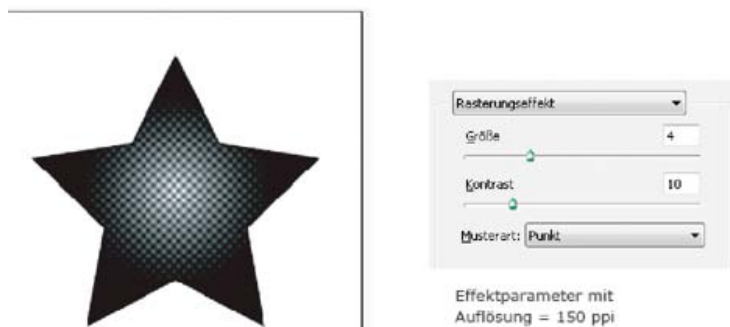 Rasterungseffekt
Größe 4
Kontrast 10
Musterart: Punkt
Effektparameter mit
Auflösung = 150 ppi